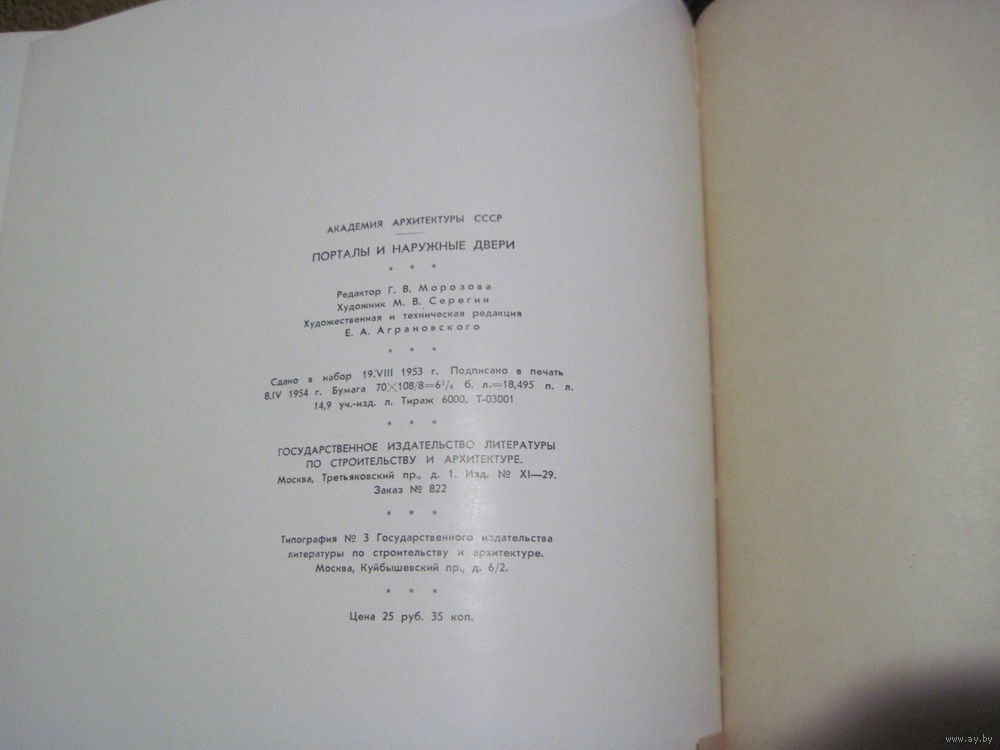 АКАДЕМИЯ АРХИТЕКТУРЫ СССР
ПОРТАЛЫ И НАРУЖНЫЕ ДВЕРИ
* * *
Редактор Г. В. Морозова
Художник М. В. Серегин
Художественная и техническая редакция
Е. А. Аграновского
* * *
Сдано в набор 19.VIII 1953 г. Подписано в печать
8.IV 1954 г. Бумага 70×108/8=6³/₄ б. л.=18,495 п. л.
14,9 уч.-изд. л. Тираж 6000. Т-03001
* * *
ГОСУДАРСТВЕННОЕ ИЗДАТЕЛЬСТВО ЛИТЕРАТУРЫ
ПО СТРОИТЕЛЬСТВУ И АРХИТЕКТУРЕ.
Москва, Третьяковский пр., д. 1. Изд. № XI—29.
Заказ № 822
* * *
Типография № 3 Государственного издательства
литературы по строительству и архитектуре.
Москва, Куйбышевский пр., д. 6/2.
* * *
Цена 25 руб. 35 коп.
www.ay.by